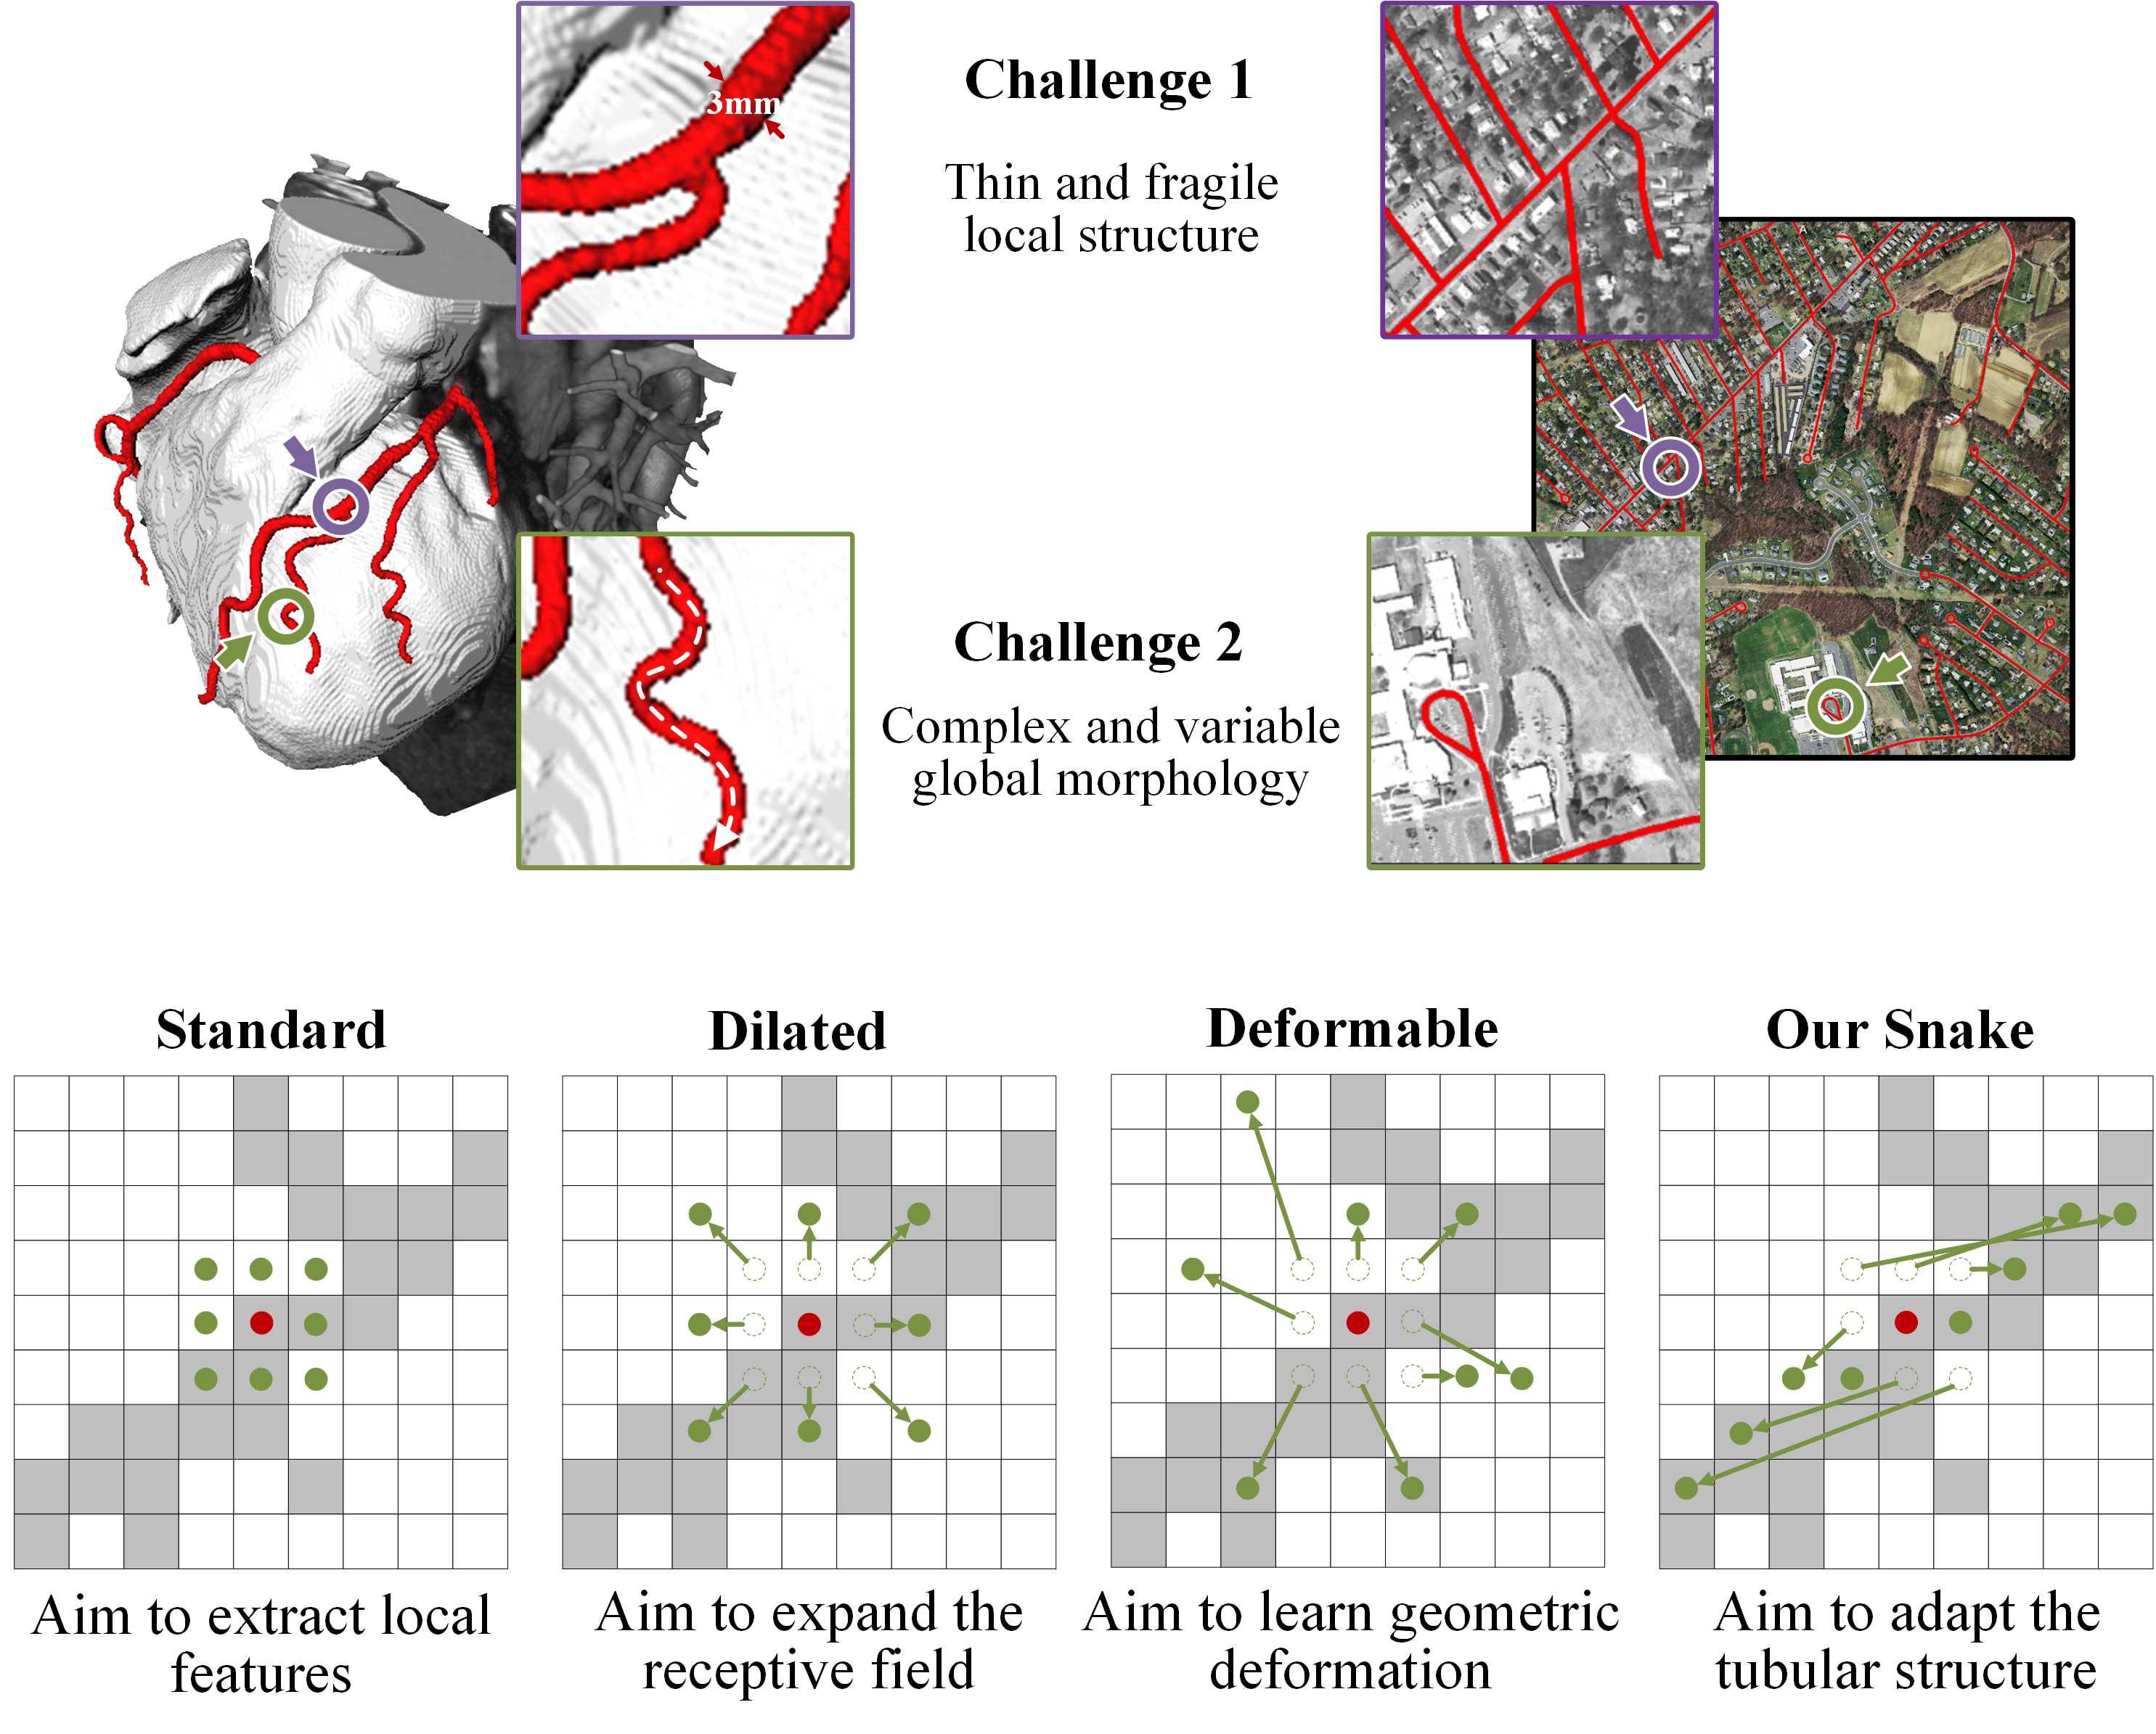 3mm
Challenge 1
Thin and fragile
local structure
Challenge 2
Complex and variable
global morphology
Standard
Dilated
Deformable
Our Snake
Aim to extract local
features
Aim to expand the
receptive field
Aim to learn geometric
deformation
Aim to adapt the
tubular structure